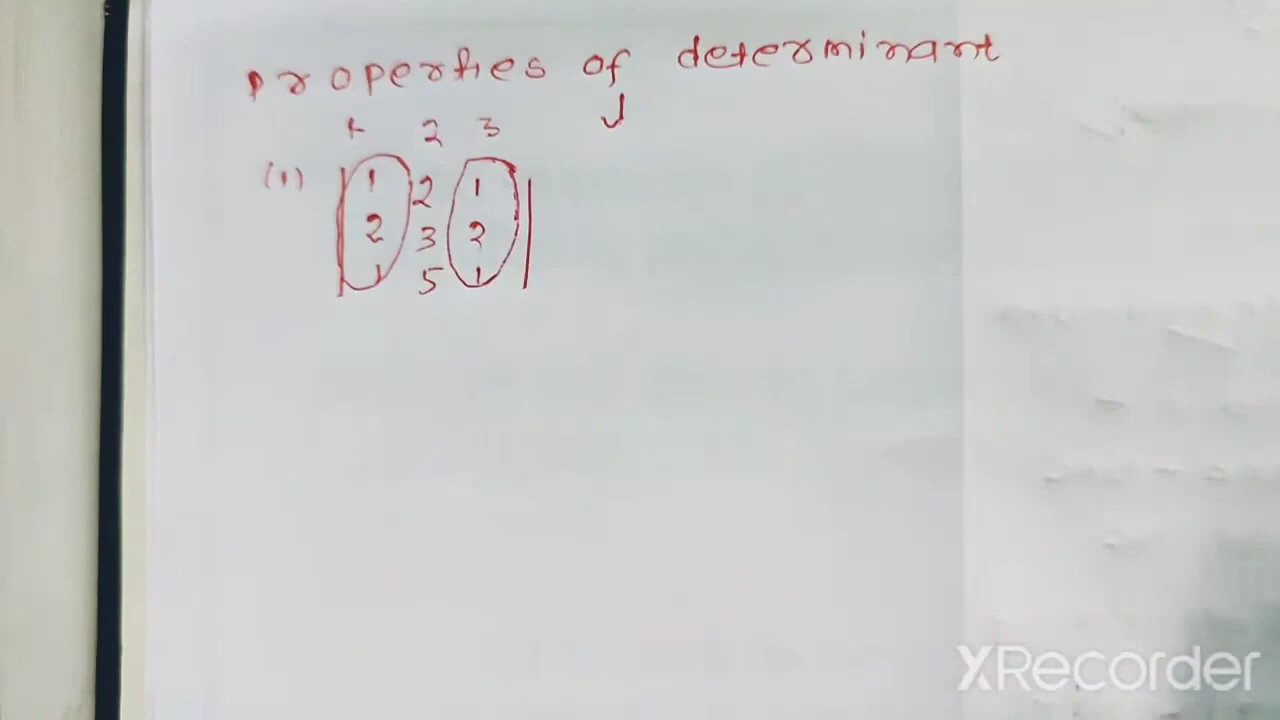 properties of determinant
1 2 3
(1) | 1 2 1 |
2 3 2
1 5 1
XRecorder